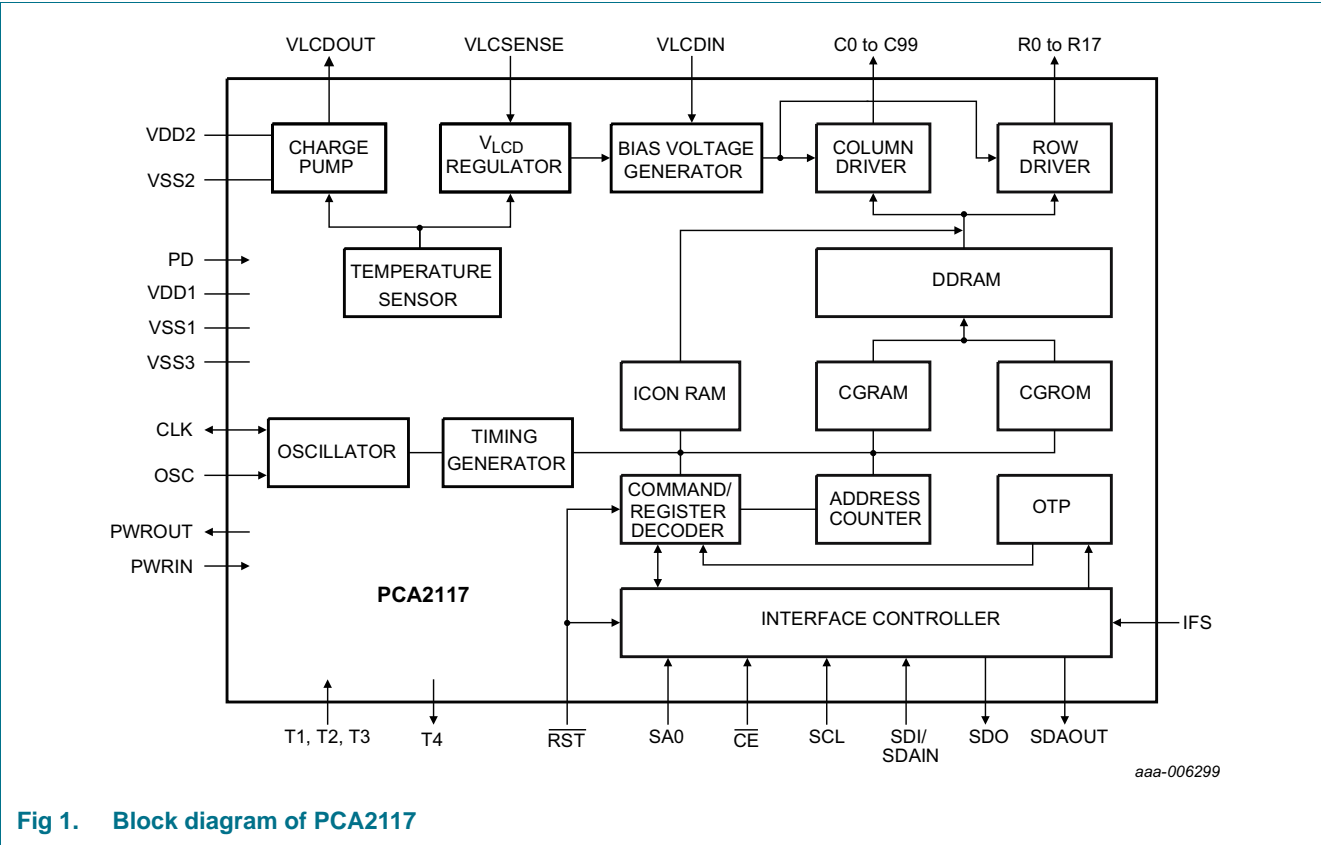 VLCDOUT
VLCSENSE
VLCDIN
C0 to C99
R0 to R17
VDD2
VSS2
CHARGE
PUMP
VLCD
REGULATOR
BIAS VOLTAGE
GENERATOR
COLUMN
DRIVER
ROW
DRIVER
PD
VDD1
VSS1
VSS3
TEMPERATURE
SENSOR
DDRAM
ICON RAM
CGRAM
CGROM
CLK
OSC
OSCILLATOR
TIMING
GENERATOR
COMMAND/
REGISTER
DECODER
ADDRESS
COUNTER
OTP
PWROUT
PWRIN
PCA2117
INTERFACE CONTROLLER
IFS
T1, T2, T3
T4
RST
SA0
CE
SCL
SDI/
SDAIN
SDO
SDAOUT
aaa-006299
Fig 1. Block diagram of PCA2117